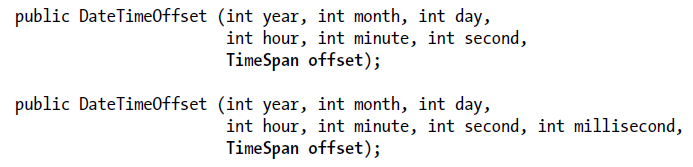 public DateTimeOffset (int year, int month, int day,
int hour, int minute, int second,
TimeSpan offset);
public DateTimeOffset (int year, int month, int day,
int hour, int minute, int second, int millisecond,
TimeSpan offset);